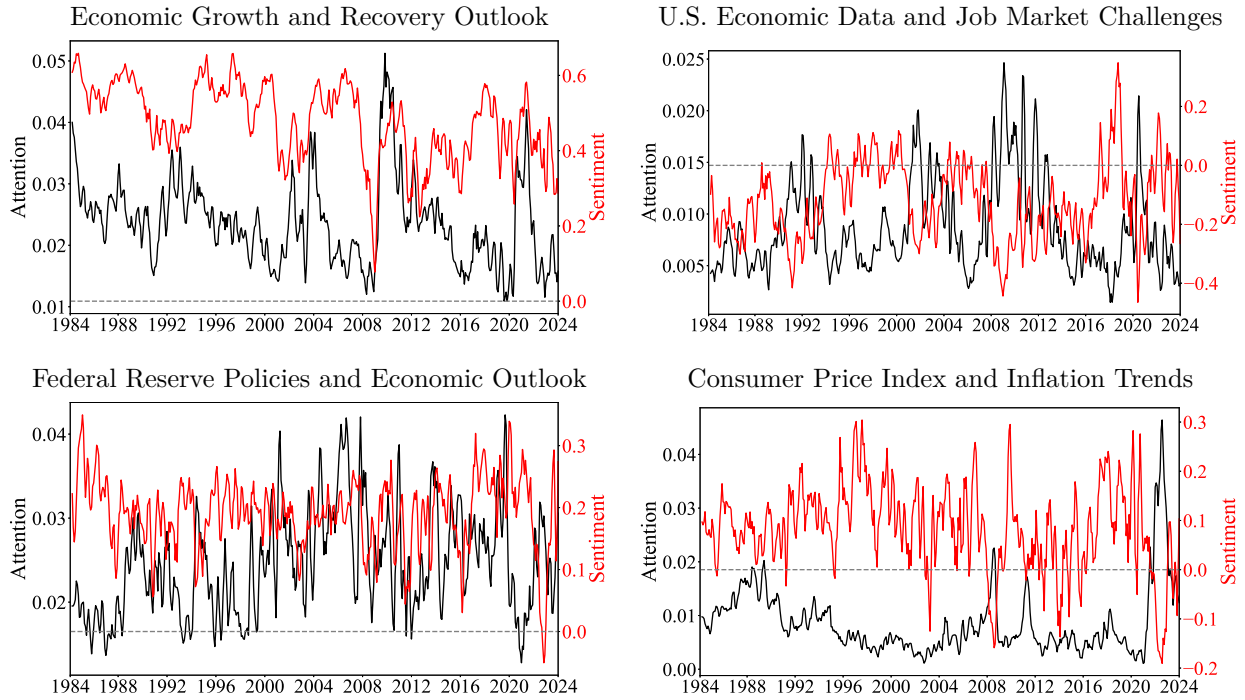 Economic Growth and Recovery Outlook
0.05
0.04
0.03
0.02
0.01
Attention
0.6
0.4
0.2
0.0
Sentiment
1984 1988 1992 1996 2000 2004 2008 2012 2016 2020 2024
U.S. Economic Data and Job Market Challenges
0.025
0.020
0.015
0.010
0.005
Attention
0.2
0.0
−0.2
−0.4
Sentiment
1984 1988 1992 1996 2000 2004 2008 2012 2016 2020 2024
Federal Reserve Policies and Economic Outlook
0.04
0.03
0.02
Attention
0.3
0.2
0.1
0.0
Sentiment
1984 1988 1992 1996 2000 2004 2008 2012 2016 2020 2024
Consumer Price Index and Inflation Trends
0.04
0.03
0.02
0.01
0.00
Attention
0.3
0.2
0.1
0.0
−0.1
−0.2
Sentiment
1984 1988 1992 1996 2000 2004 2008 2012 2016 2020 2024